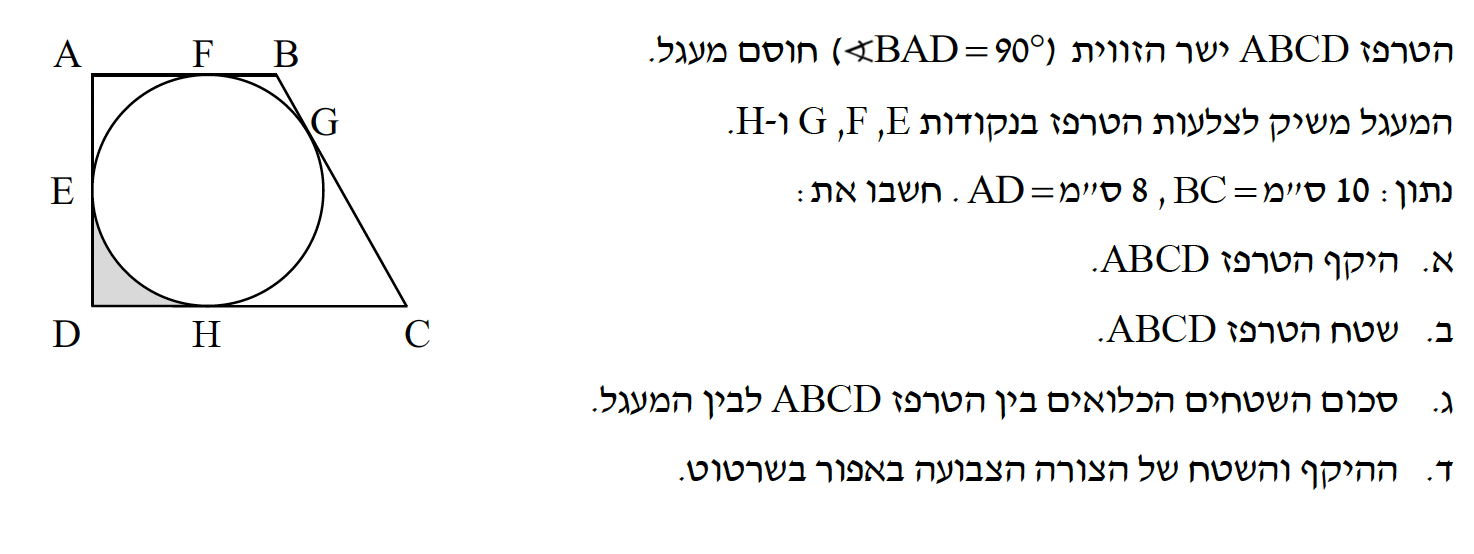 הטרפז ABCD ישר הזווית (∢BAD = 90°) חוסם מעגל.
המעגל משיק לצלעות הטרפז בנקודות E, F, G ו-H.
נתון: 10 ס״מ = BC, 8 ס״מ = AD. חשבו את:
א. היקף הטרפז ABCD.
ב. שטח הטרפז ABCD.
ג. סכום השטחים הכלואים בין הטרפז ABCD לבין המעגל.
ד. ההיקף והשטח של הצורה הצבועה באפור בשרטוט.
A F B
G
E
D H C